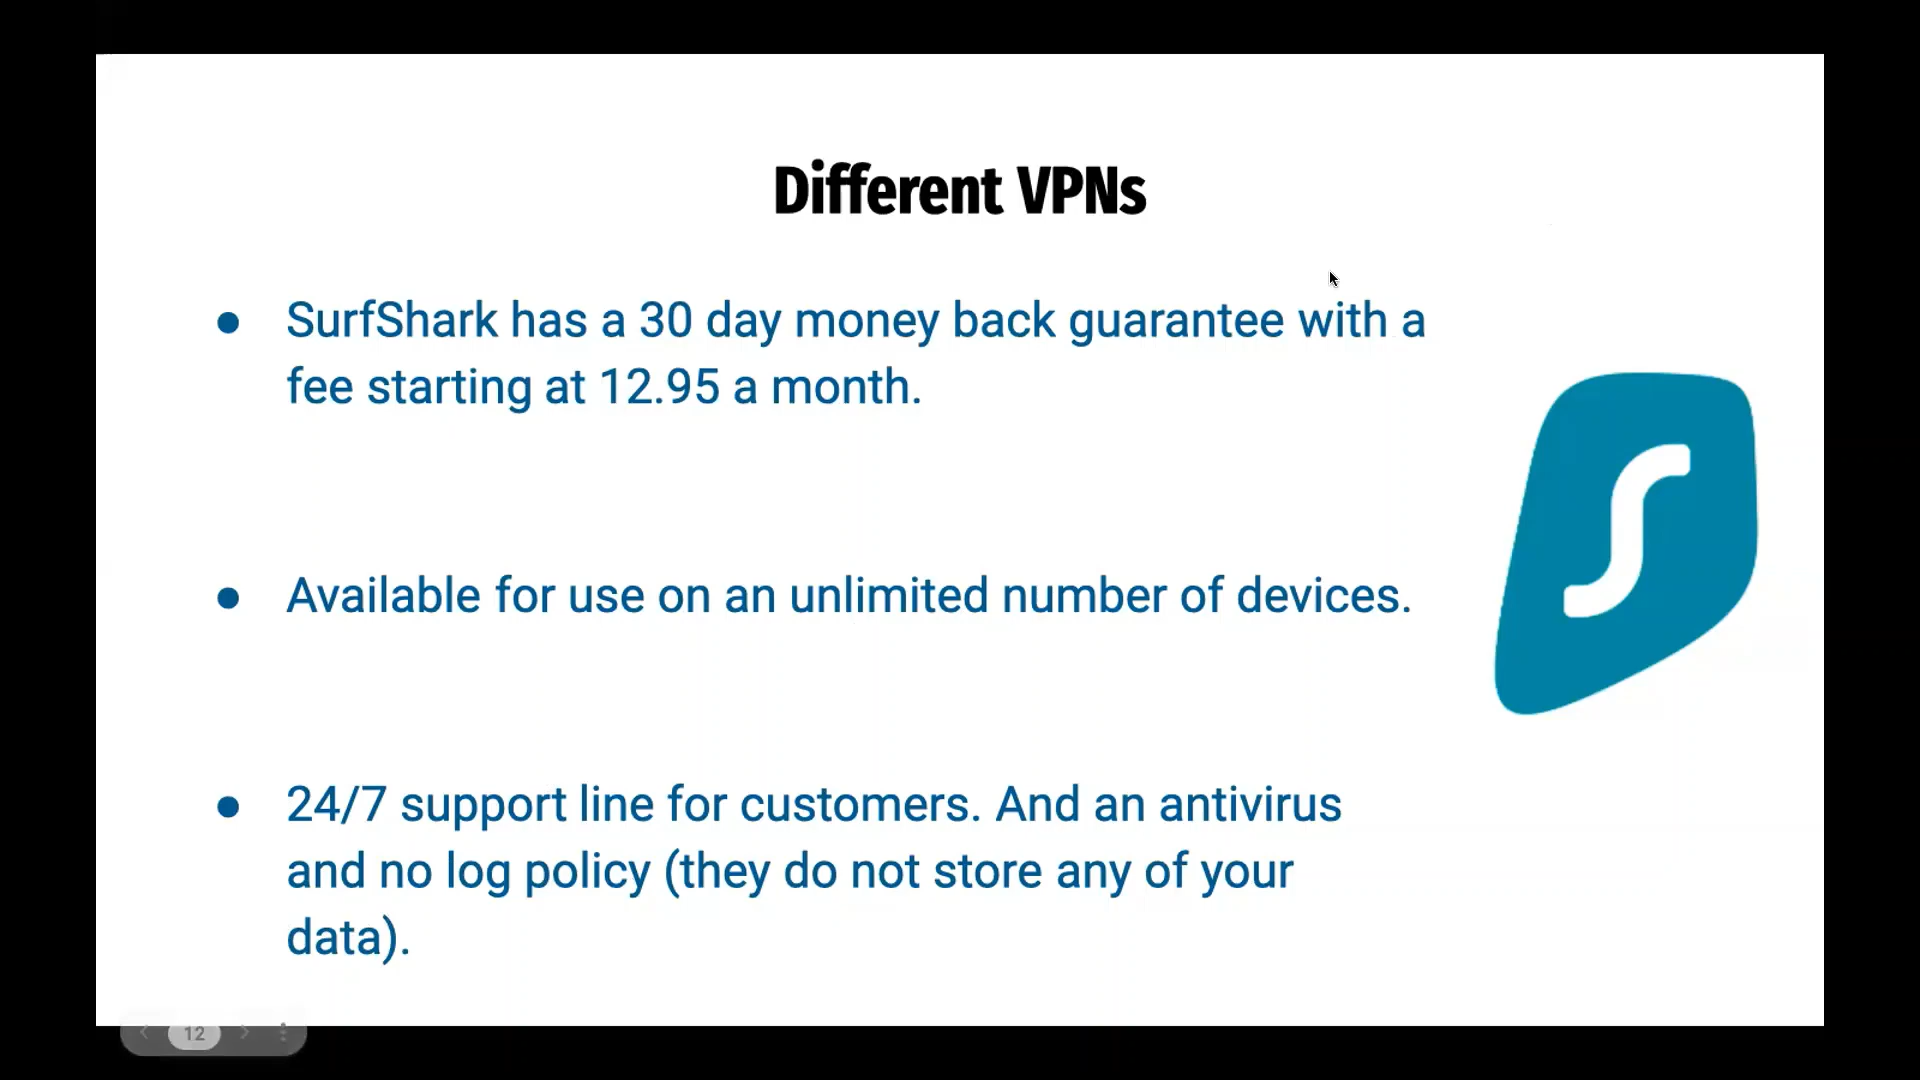 Different VPNs
● SurfShark has a 30 day money back guarantee with a
fee starting at 12.95 a month.
● Available for use on an unlimited number of devices.
● 24/7 support line for customers. And an antivirus
and no log policy (they do not store any of your
data).
12